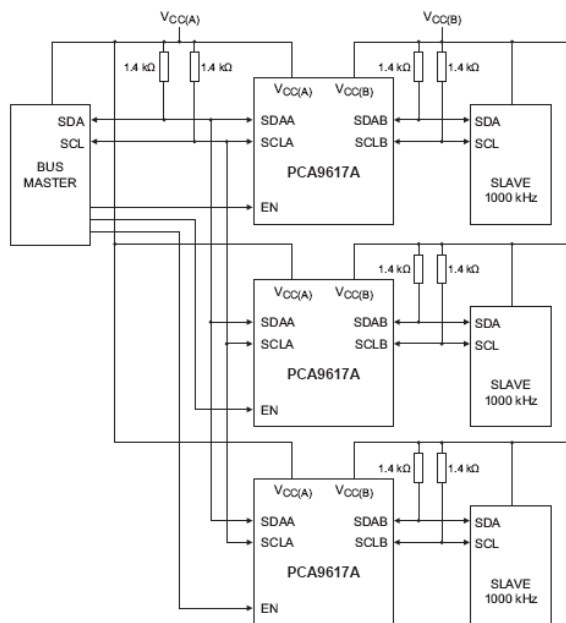 VCC(A) VCC(B)
1.4 kΩ 1.4 kΩ 1.4 kΩ 1.4 kΩ
VCC(A) VCC(B)
SDA SDAA SDAB SDA
SCL SCLA SCLB SCL
BUS
MASTER
PCA9617A
SLAVE
1000 kHz
EN
1.4 kΩ 1.4 kΩ
VCC(A) VCC(B)
SDAA SDAB SDA
SCLA SCLB SCL
PCA9617A
SLAVE
1000 kHz
EN
1.4 kΩ 1.4 kΩ
VCC(A) VCC(B)
SDAA SDAB SDA
SCLA SCLB SCL
PCA9617A
SLAVE
1000 kHz
EN